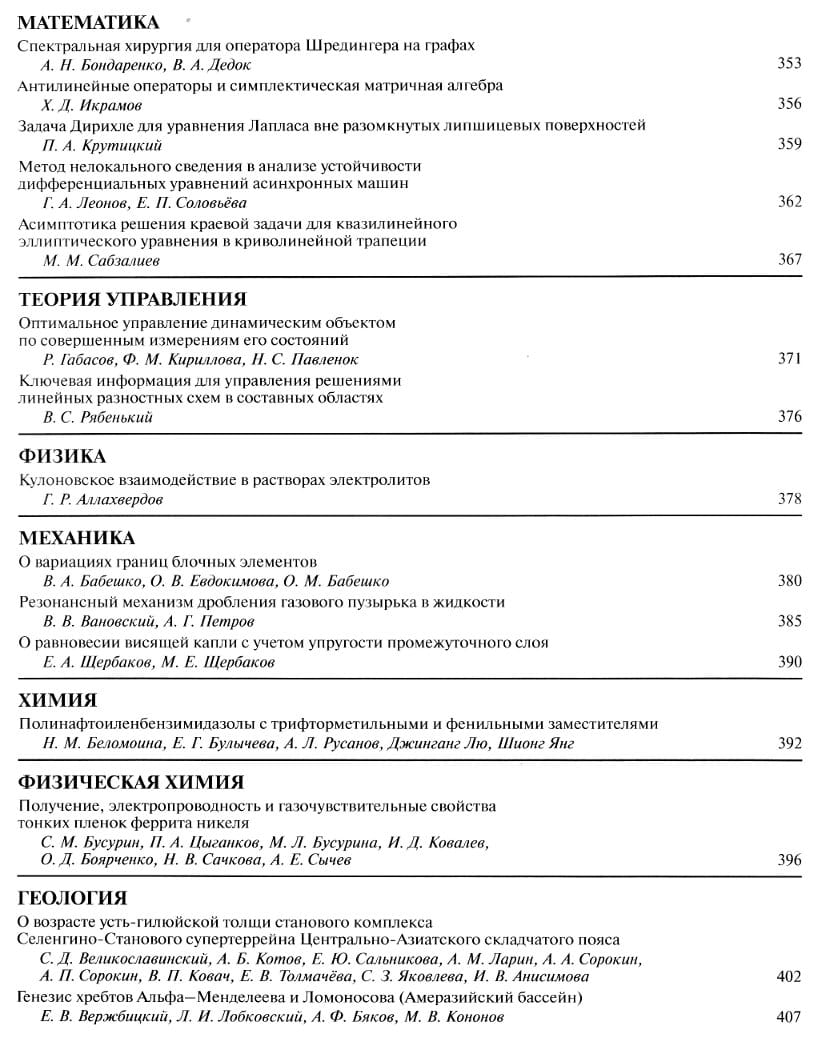 МАТЕМАТИКА
Спектральная хирургия для оператора Шредингера на графах
А. Н. Бондаренко, В. А. Дедок 353
Антилинейные операторы и симплектическая матричная алгебра
Х. Д. Икрамов 356
Задача Дирихле для уравнения Лапласа вне разомкнутых липшицевых поверхностей
П. А. Крутицкий 359
Метод нелокального сведения в анализе устойчивости
дифференциальных уравнений асинхронных машин
Г. А. Леонов, Е. П. Соловьёва 362
Асимптотика решения краевой задачи для квазилинейного
эллиптического уравнения в криволинейной трапеции
М. М. Сабзалиев 367
ТЕОРИЯ УПРАВЛЕНИЯ
Оптимальное управление динамическим объектом
по совершенным измерениям его состояний
Р. Габасов, Ф. М. Кириллова, Н. С. Павленок 371
Ключевая информация для управления решениями
линейных разностных схем в составных областях
В. С. Рябенький 376
ФИЗИКА
Кулоновское взаимодействие в растворах электролитов
Г. Р. Аллахвердов 378
МЕХАНИКА
О вариациях границ блочных элементов
В. А. Бабешко, О. В. Евдокимова, О. М. Бабешко 380
Резонансный механизм дробления газового пузырька в жидкости
В. В. Вановский, А. Г. Петров 385
О равновесии висящей капли с учетом упругости промежуточного слоя
Е. А. Щербаков, М. Е. Щербаков 390
ХИМИЯ
Полинафтоиленбензимидазолы с трифторметильными и фенильными заместителями
Н. М. Беломоина, Е. Г. Булычева, А. Л. Русанов, Джинганг Лю, Шионг Янг 392
ФИЗИЧЕСКАЯ ХИМИЯ
Получение, электропроводность и газочувствительные свойства
тонких пленок феррита никеля
С. М. Бусурин, П. А. Цыганков, М. Л. Бусурина, И. Д. Ковалев,
О. Д. Боярченко, Н. В. Сачкова, А. Е. Сычев 396
ГЕОЛОГИЯ
О возрасте усть-гилюйской толщи станового комплекса
Селенгино-Станового супертеррейна Центрально-Азиатского складчатого пояса
С. Д. Великославинский, А. Б. Котов, Е. Ю. Сальникова, А. М. Ларин, А. А. Сорокин,
А. П. Сорокин, В. П. Ковач, Е. В. Толмачёва, С. З. Яковлева, И. В. Анисимова 402
Генезис хребтов Альфа–Менделеева и Ломоносова (Амеразийский бассейн)
Е. В. Вержбицкий, Л. И. Лобковский, А. Ф. Бяков, М. В. Кононов 407